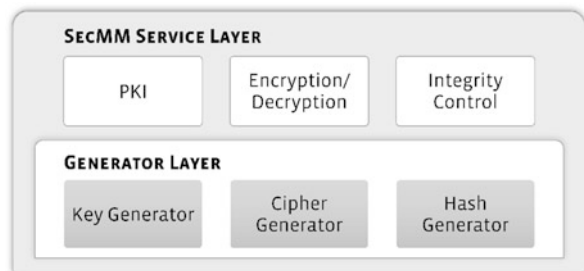 SECMM SERVICE LAYER
PKI
Encryption/
Decryption
Integrity
Control
GENERATOR LAYER
Key Generator
Cipher
Generator
Hash
Generator